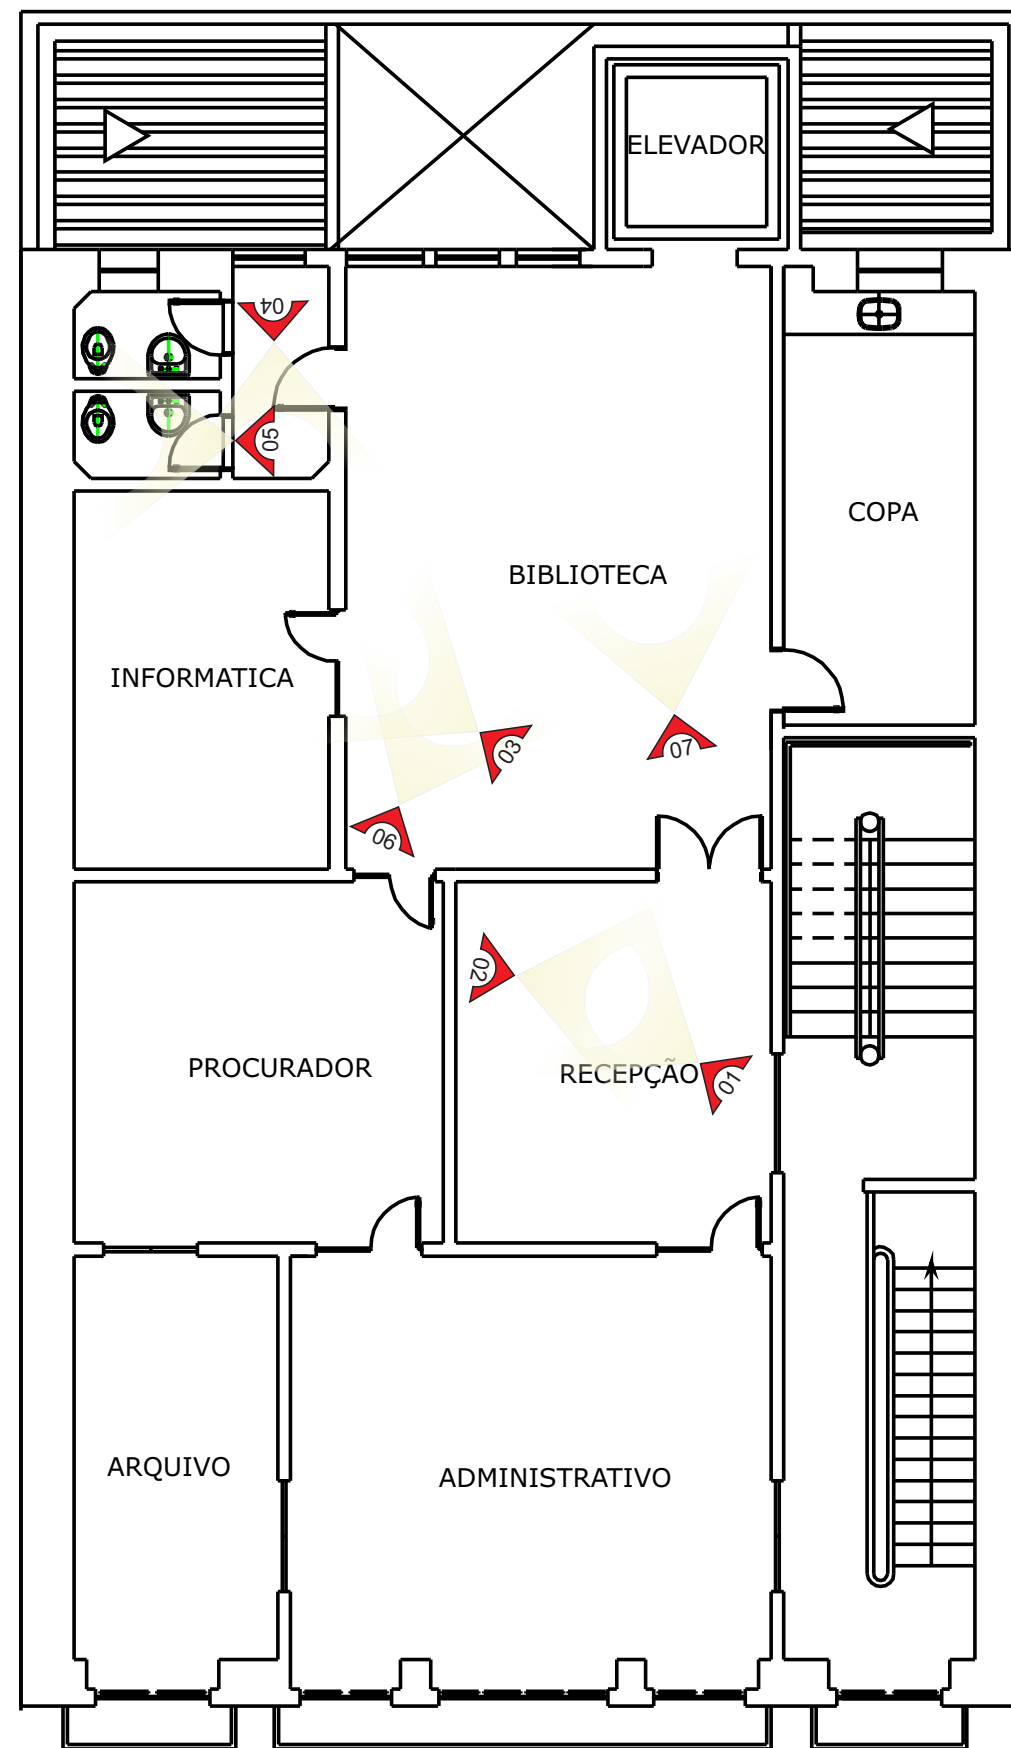 ELEVADOR
04
05
COPA
BIBLIOTECA
INFORMATICA
03
07
06
02
PROCURADOR
RECEPÇÃO
01
ARQUIVO
ADMINISTRATIVO